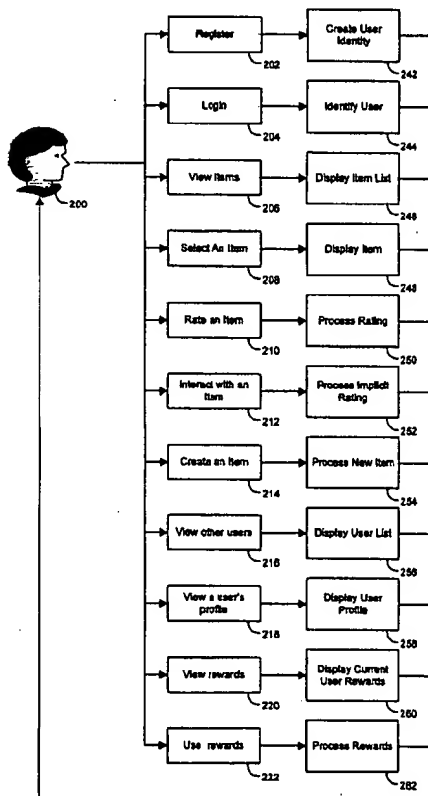 Register
202
Create User
Identity
242
Login
204
Identify User
244
200
View Items
206
Display Item List
246
Select An Item
208
Display Item
248
Rate an Item
210
Process Rating
250
Interact with an
Item
212
Process Implicit
Rating
252
Create an Item
214
Process New Item
254
View other users
216
Display User List
256
View a user's
profile
218
Display User
Profile
258
View rewards
220
Display Current
User Rewards
260
Use rewards
222
Process Rewards
262